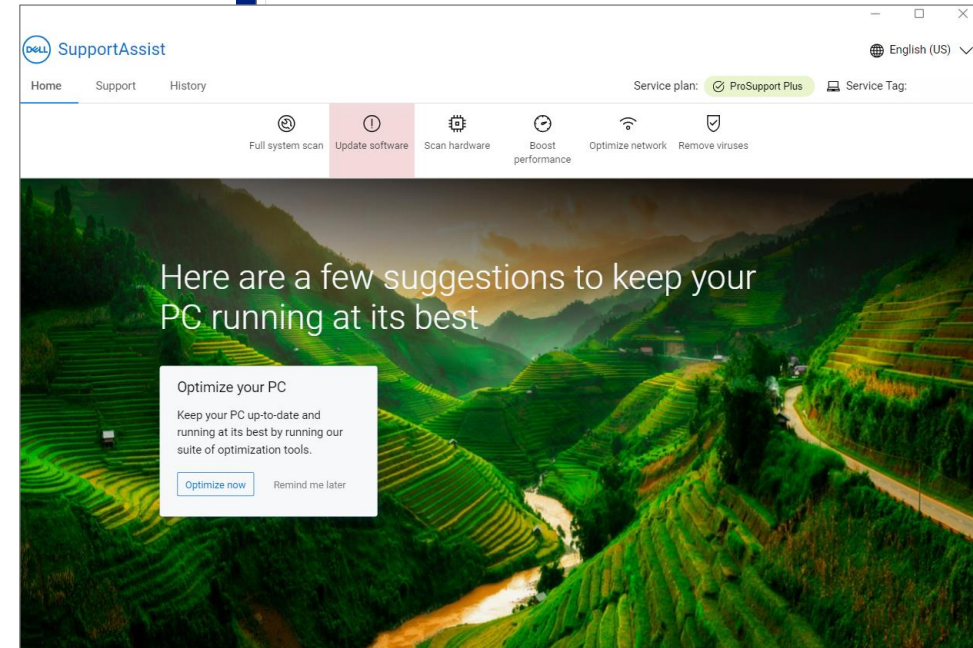 DELL SupportAssist
English (US)
Home Support History
Service plan: ProSupport Plus Service Tag:
Full system scan
Update software
Scan hardware
Boost
performance
Optimize network
Remove viruses
Here are a few suggestions to keep your
PC running at its best
Optimize your PC
Keep your PC up-to-date and
running at its best by running our
suite of optimization tools.
Optimize now Remind me later